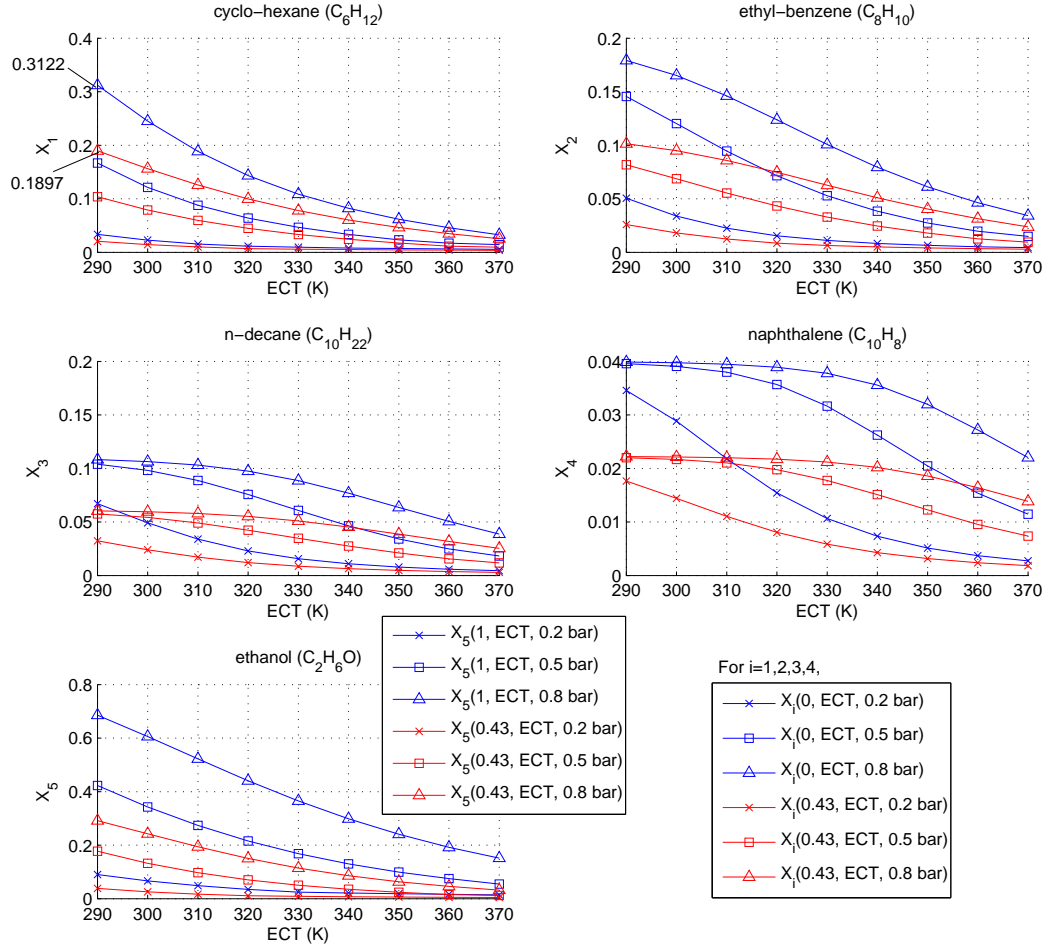 cyclo−hexane (C6H12)
0.4
0.3122
0.3
X1
0.2
0.1897
0.1
0
290 300 310 320 330 340 350 360 370
ECT (K)
ethyl−benzene (C8H10)
0.2
0.15
X2
0.1
0.05
0
290 300 310 320 330 340 350 360 370
ECT (K)
n−decane (C10H22)
0.2
0.15
X3
0.1
0.05
0
290 300 310 320 330 340 350 360 370
ECT (K)
naphthalene (C10H8)
0.04
0.03
X4
0.02
0.01
0
290 300 310 320 330 340 350 360 370
ECT (K)
ethanol (C2H6O)
0.8
0.6
X5
0.4
0.2
0
290 300 310 320 330 340 350 360 370
ECT (K)
X5(1, ECT, 0.2 bar)
X5(1, ECT, 0.5 bar)
X5(1, ECT, 0.8 bar)
X5(0.43, ECT, 0.2 bar)
X5(0.43, ECT, 0.5 bar)
X5(0.43, ECT, 0.8 bar)
For i=1,2,3,4,
Xi(0, ECT, 0.2 bar)
Xi(0, ECT, 0.5 bar)
Xi(0, ECT, 0.8 bar)
Xi(0.43, ECT, 0.2 bar)
Xi(0.43, ECT, 0.5 bar)
Xi(0.43, ECT, 0.8 bar)